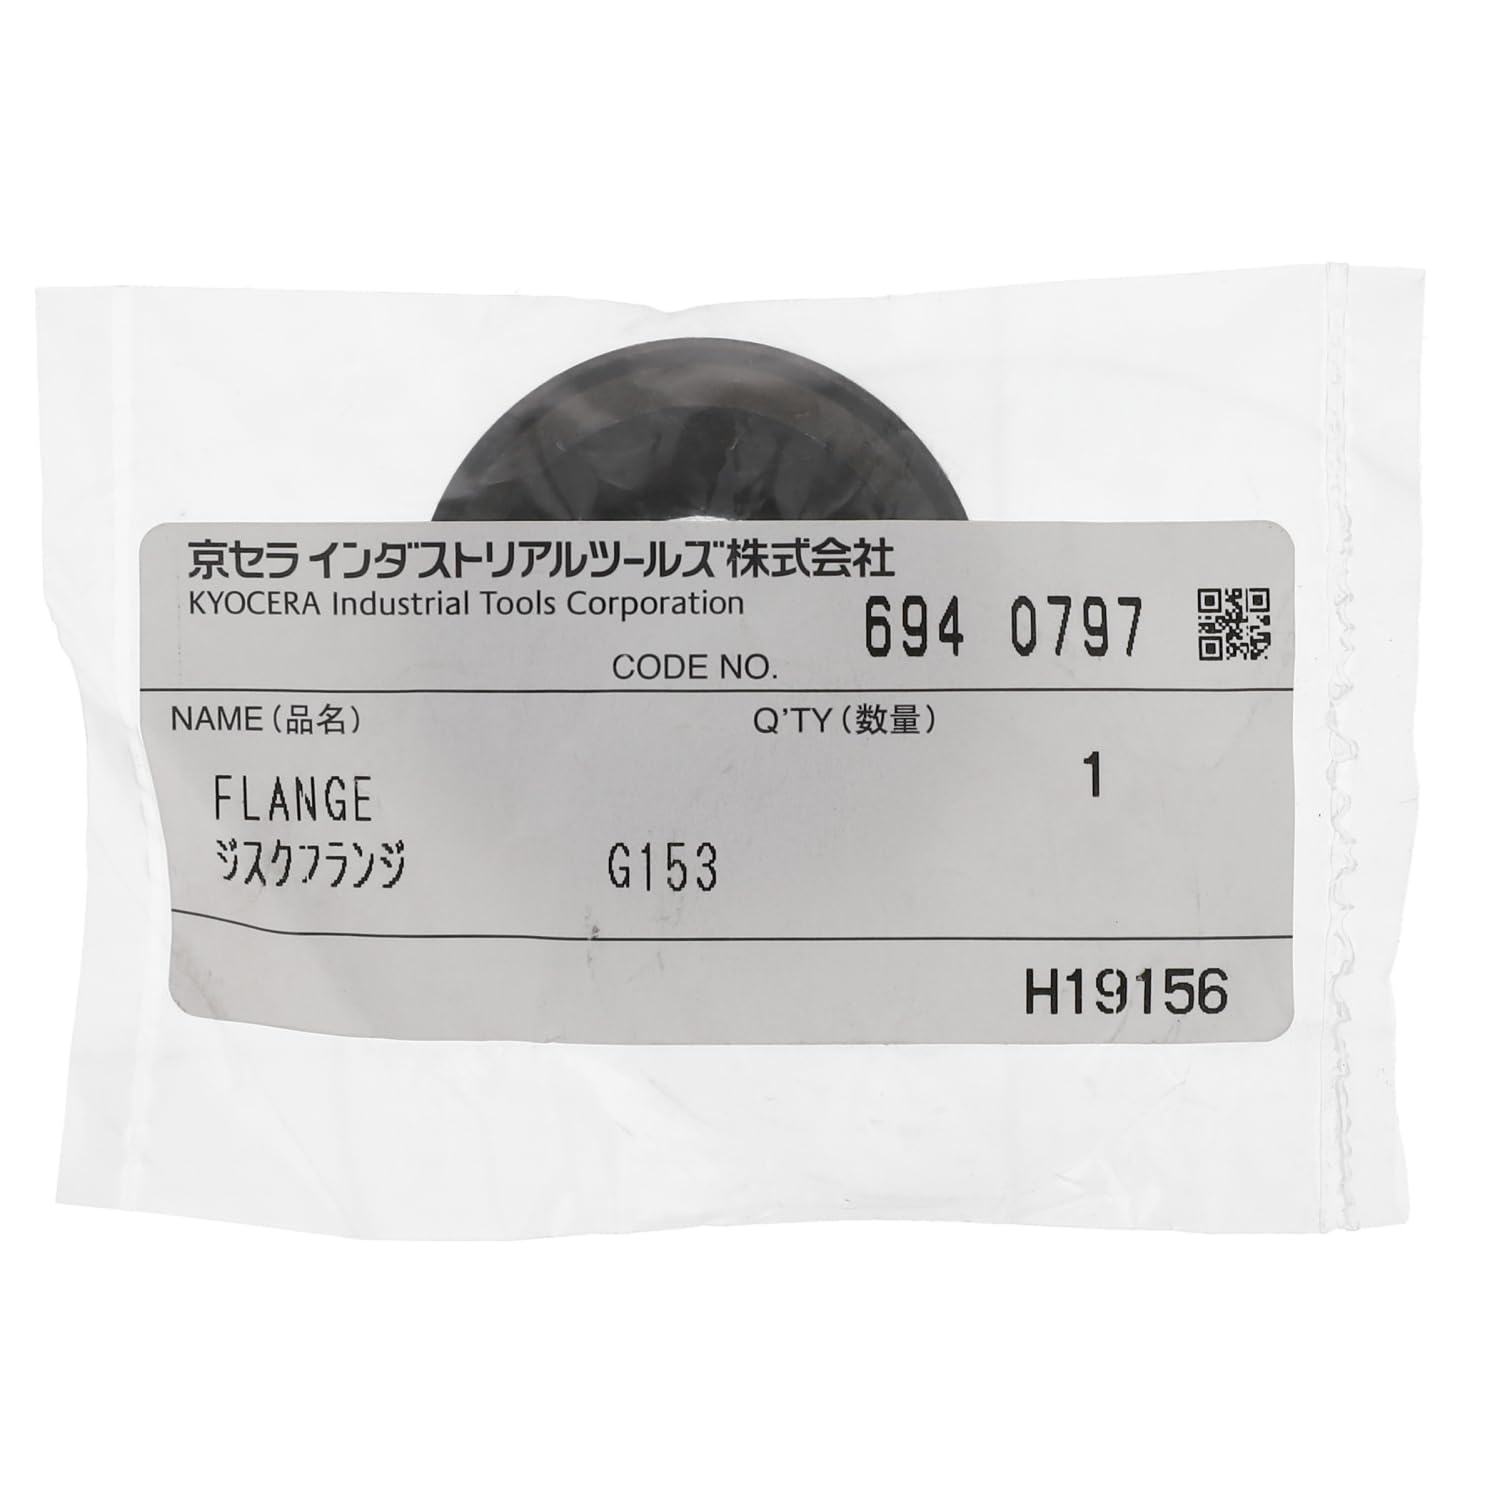 京セラ インダストリアルツールズ株式会社
KYOCERA Industrial Tools Corporation
CODE NO. 694 0797
NAME(品名) Q'TY(数量)
FLANGE 1
ジスクフランジ G153
H19156